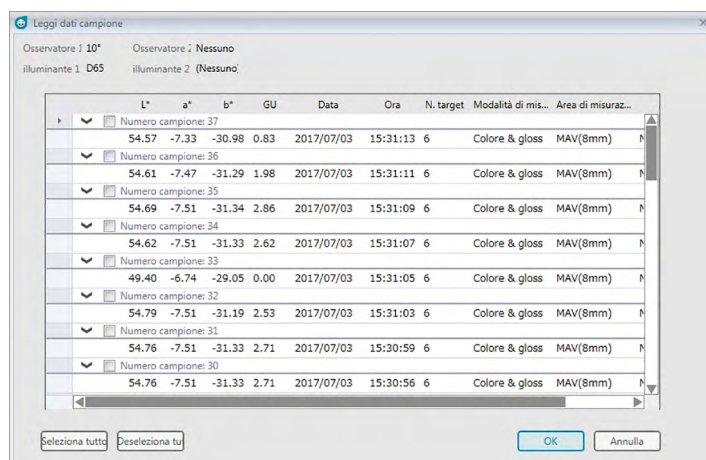 Leggi dati campione
Osservatore 1 10° Osservatore 2 Nessuno
illuminante 1 D65 illuminante 2 (Nessuno)
L* a* b* GU Data Ora N. target Modalità di mis... Area di misuraz...
Numero campione: 37
54.57 -7.33 -30.98 0.83 2017/07/03 15:31:13 6 Colore & gloss MAV(8mm)
Numero campione: 36
54.61 -7.47 -31.29 1.98 2017/07/03 15:31:11 6 Colore & gloss MAV(8mm)
Numero campione: 35
54.69 -7.51 -31.34 2.86 2017/07/03 15:31:09 6 Colore & gloss MAV(8mm)
Numero campione: 34
54.62 -7.51 -31.33 2.62 2017/07/03 15:31:07 6 Colore & gloss MAV(8mm)
Numero campione: 33
49.40 -6.74 -29.05 0.00 2017/07/03 15:31:05 6 Colore & gloss MAV(8mm)
Numero campione: 32
54.79 -7.51 -31.19 2.53 2017/07/03 15:31:03 6 Colore & gloss MAV(8mm)
Numero campione: 31
54.76 -7.51 -31.33 2.71 2017/07/03 15:30:59 6 Colore & gloss MAV(8mm)
Numero campione: 30
54.76 -7.51 -31.33 2.71 2017/07/03 15:30:56 6 Colore & gloss MAV(8mm)
Seleziona tutto Deseleziona tu OK Annulla